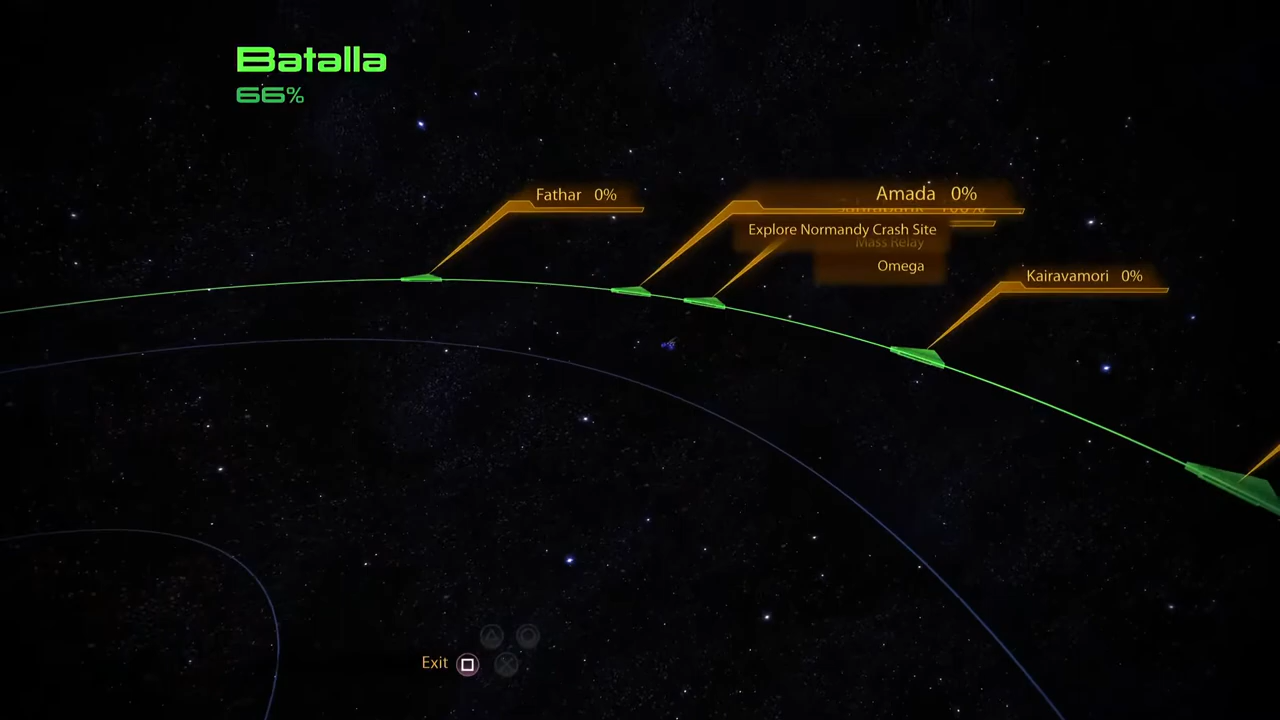 Batalla
66%
Fathar 0%
Amada 0%
Explore Normandy Crash Site
Mass Relay
Omega
Kairavamori 0%
Exit